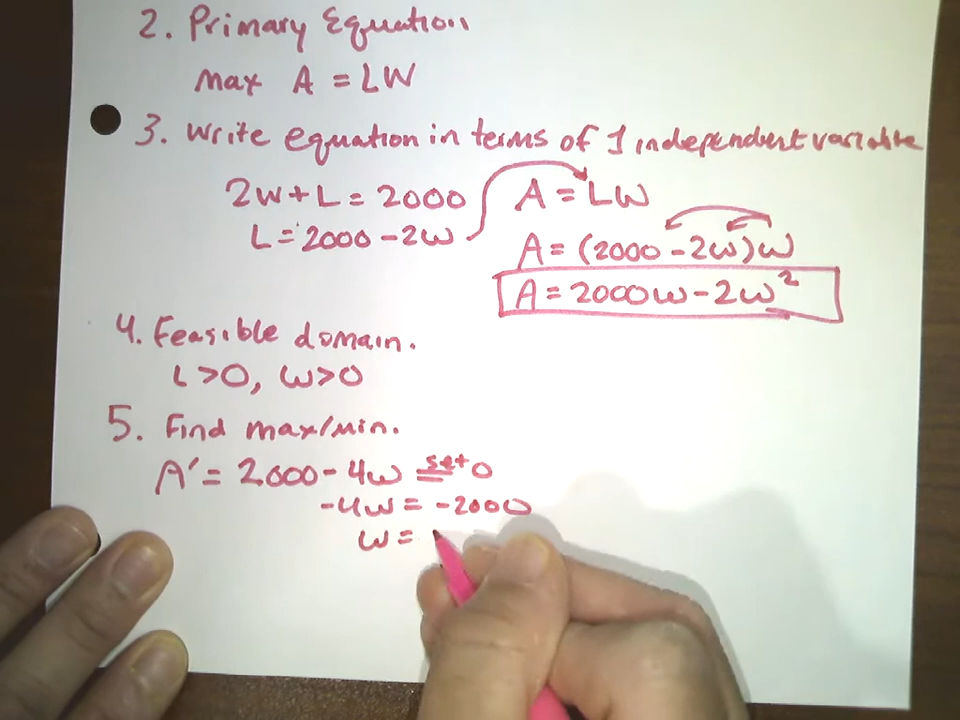 2. Primary Equation
Max A = LW
3. Write equation in terms of 1 independent variable
2W + L = 2000
L = 2000 - 2W
A = LW
A = (2000 - 2W)W
A = 2000W - 2W²
4. Feasible domain.
L > 0, W > 0
5. Find max/min.
A' = 2000 - 4W set = 0
-4W = -2000
W =